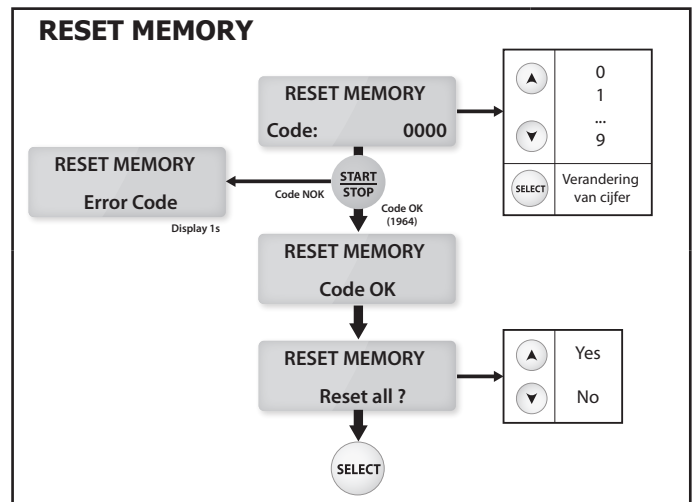 RESET MEMORY
RESET MEMORY
Code: 0000
0
1
...
9
SELECT
Verandering
van cijfer
START
STOP
Code NOK
RESET MEMORY
Error Code
Display 1s
Code OK
(1964)
RESET MEMORY
Code OK
RESET MEMORY
Reset all ?
Yes
No
SELECT